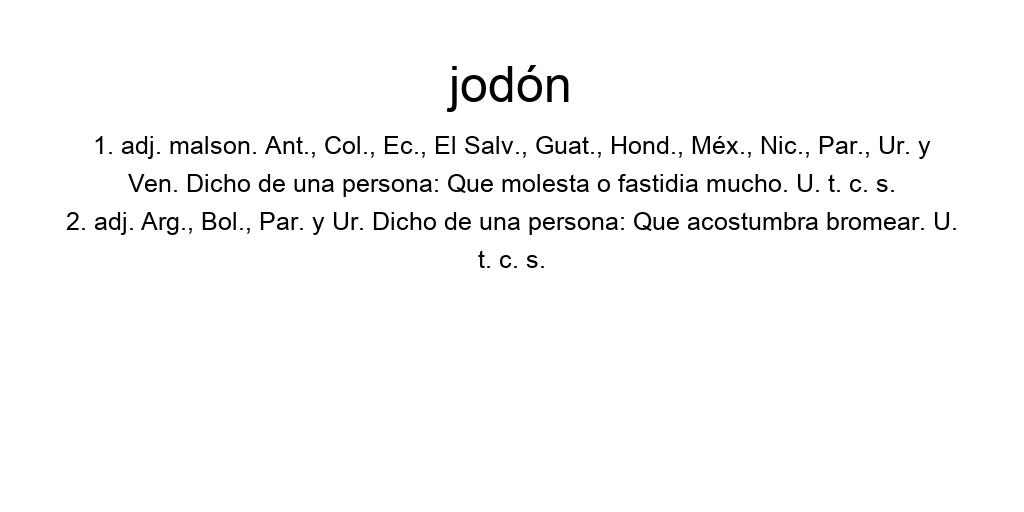 jodón
1. adj. malson. Ant., Col., Ec., El Salv., Guat., Hond., Méx., Nic., Par., Ur. y
Ven. Dicho de una persona: Que molesta o fastidia mucho. U. t. c. s.
2. adj. Arg., Bol., Par. y Ur. Dicho de una persona: Que acostumbra bromear. U.
t. c. s.